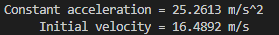 Constant acceleration = 25.2613 m/s^2
Initial velocity = 16.4892 m/s